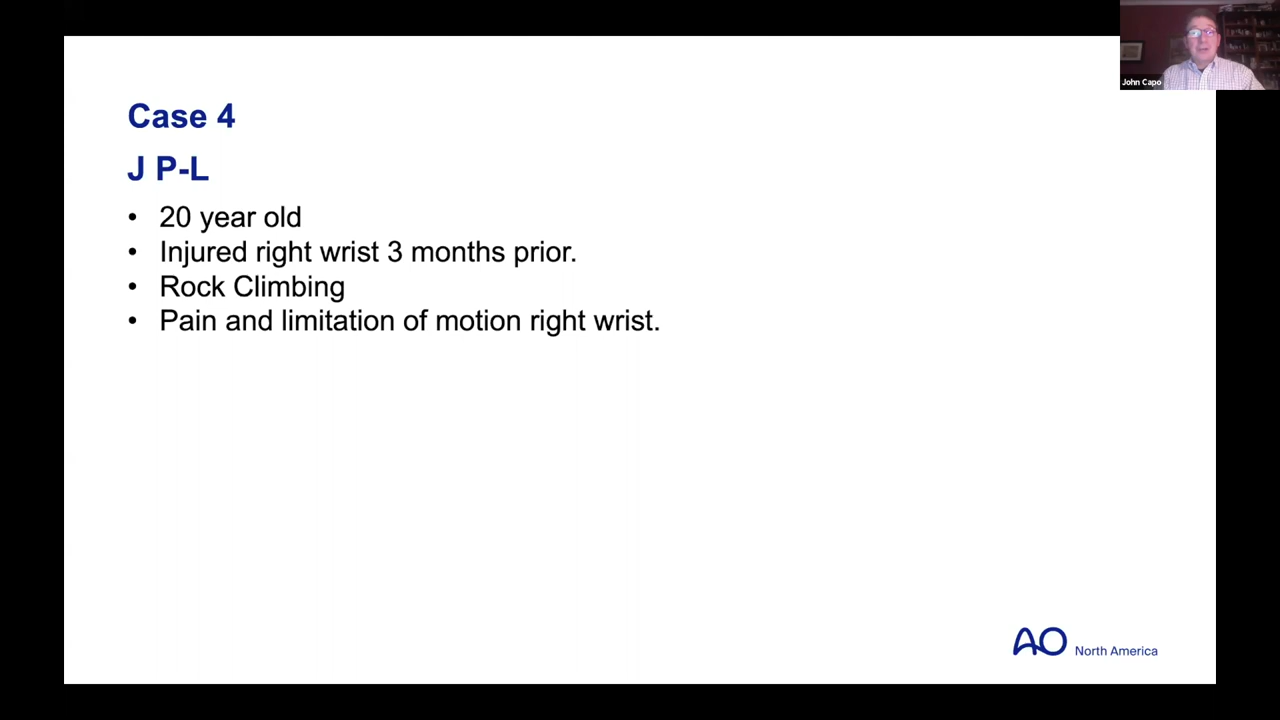 John Capo
Case 4
J P-L
• 20 year old
• Injured right wrist 3 months prior.
• Rock Climbing
• Pain and limitation of motion right wrist.
AO North America